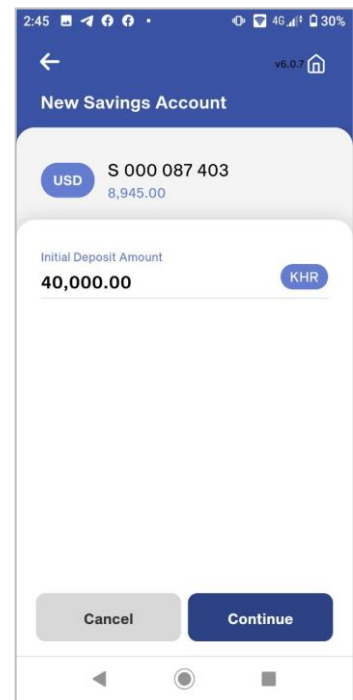 2:45 4G 30%
v6.0.7
New Savings Account
USD S 000 087 403
8,945.00
Initial Deposit Amount
40,000.00 KHR
Cancel Continue